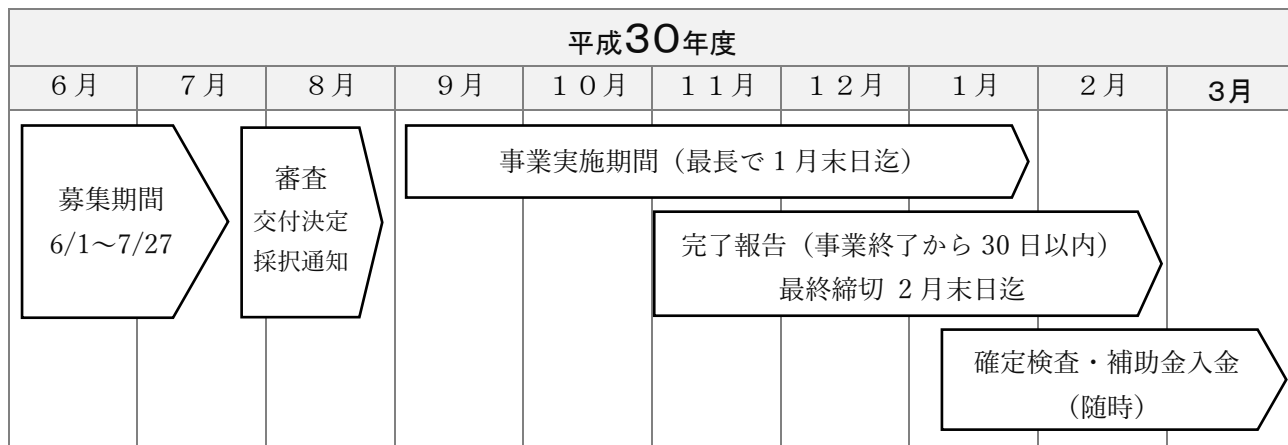 平成30年度
6月 7月 8月 9月 10月 11月 12月 1月 2月 3月
募集期間
6/1~7/27
審査
交付決定
採択通知
事業実施期間（最長で1月末日迄）
完了報告（事業終了から30日以内）
最終締切 2月末日迄
確定検査・補助金入金
（随時）